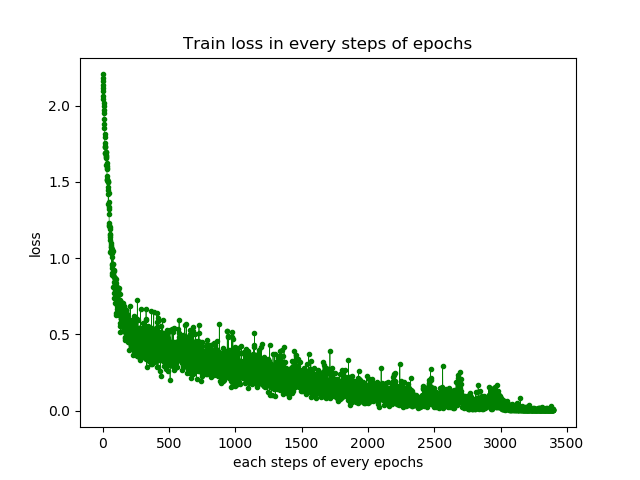 Train loss in every steps of epochs
2.0
1.5
1.0
0.5
0.0
loss
0 500 1000 1500 2000 2500 3000 3500
each steps of every epochs